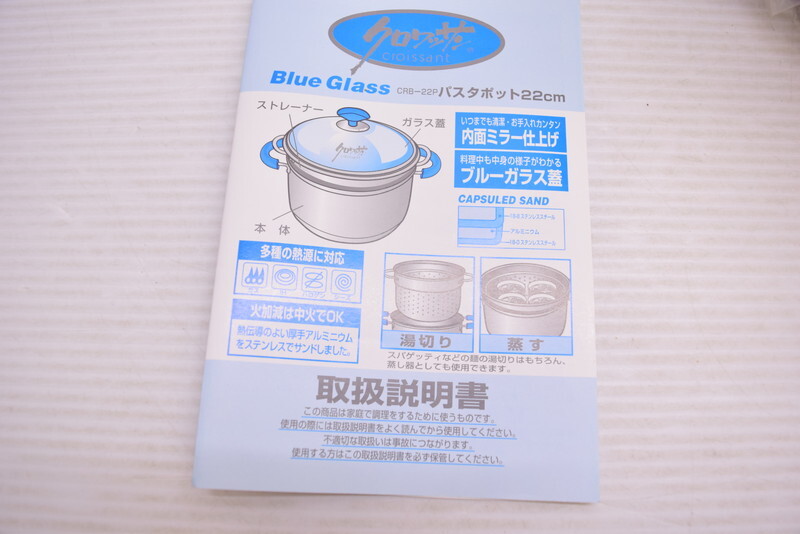 クロワッサン
croissant
Blue Glass CRB-22P パスタポット22cm
ストレーナー
ガラス蓋
クロワッサン
本体
いつまでも清潔・お手入れカンタン
内面ミラー仕上げ
料理中も中身の様子がわかる
ブルーガラス蓋
CAPSULED SAND
18-8ステンレススチール
アルミニウム
18-0ステンレススチール
多種の熱源に対応
ガス
火加減は中火でOK
熱伝導のよい厚手アルミニウム
をステンレスでサンドしました。
湯切り
蒸す
スパゲッティなどの麺の湯切りはもちろん、
蒸し器としても使用できます。
取扱説明書
この商品は家庭で調理をするために使うものです。
使用の際には取扱説明書をよく読んでから使用してください。
不適切な取扱いは事故につながります。
使用する方はこの取扱説明書を必ず保管してください。